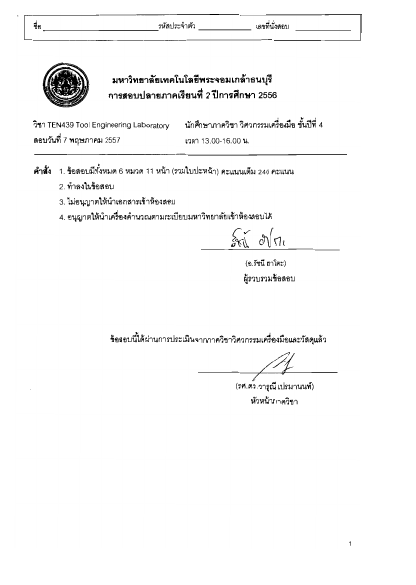 ชื่อ รหัสประจำตัว เลขที่นั่งสอบ
มหาวิทยาลัยเทคโนโลยีพระจอมเกล้าธนบุรี
การสอบปลายภาคเรียนที่ 2 ปีการศึกษา 2556
วิชา TEN439 Tool Engineering Laboratory นักศึกษาภาควิชา วิศวกรรมเครื่องมือ ชั้นปีที่ 4
สอบวันที่ 7 พฤษภาคม 2557 เวลา 13.00-16.00 น.
คำสั่ง 1. ข้อสอบมีทั้งหมด 6 หมวด 11 หน้า (รวมใบปะหน้า) คะแนนเต็ม 240 คะแนน
2. ทำลงในข้อสอบ
3. ไม่อนุญาตให้นำเอกสารเข้าห้องสอบ
4. อนุญาตให้นำเครื่องคำนวณตามระเบียบมหาวิทยาลัยเข้าห้องสอบได้
(อ.รัชนี ธาโตะ)
ผู้รวบรวมข้อสอบ
ข้อสอบนี้ได้ผ่านการประเมินจากภาควิชาวิศวกรรมเครื่องมือและวัสดุแล้ว
(รศ.ดร.วารุณี เปรมานนท์)
หัวหน้าภาควิชา
1